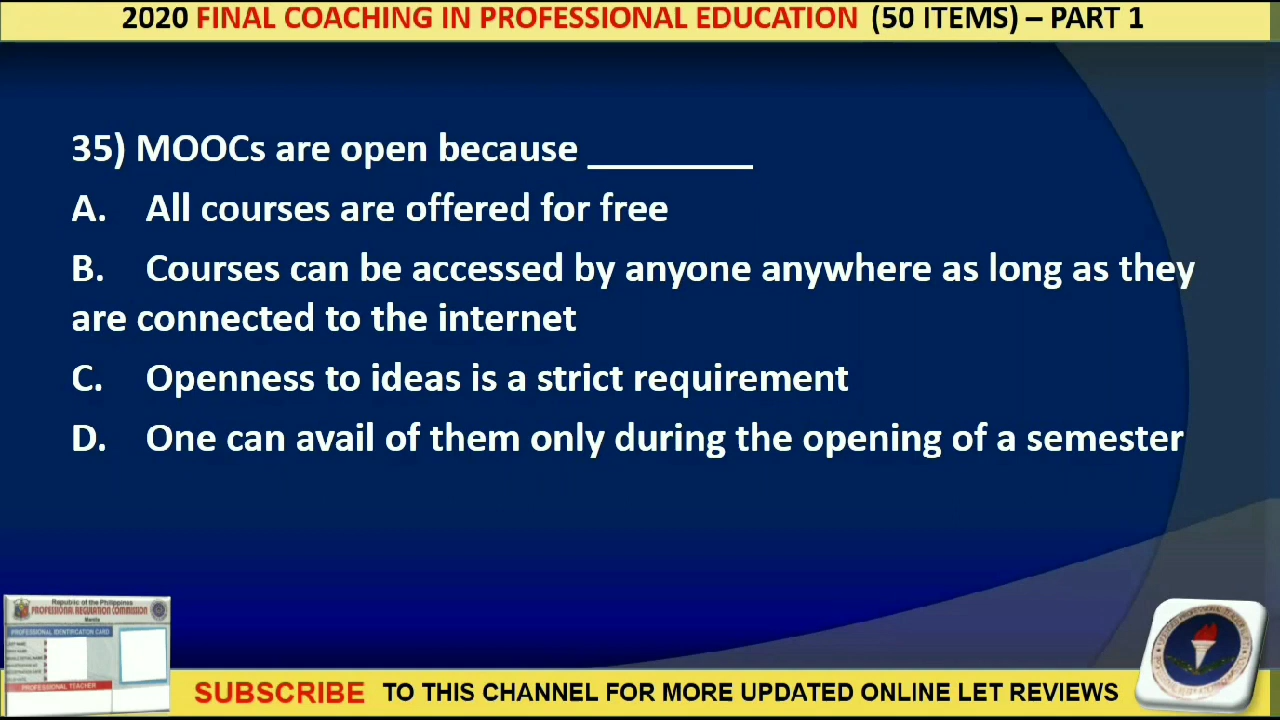 2020 FINAL COACHING IN PROFESSIONAL EDUCATION (50 ITEMS) – PART 1
35) MOOCs are open because ________
A. All courses are offered for free
B. Courses can be accessed by anyone anywhere as long as they
are connected to the internet
C. Openness to ideas is a strict requirement
D. One can avail of them only during the opening of a semester
Republic of the Philippines
PROFESSIONAL REGULATION COMMISSION
Manila
PROFESSIONAL IDENTIFICATION CARD
PROFESSIONAL TEACHER
SUBSCRIBE TO THIS CHANNEL FOR MORE UPDATED ONLINE LET REVIEWS